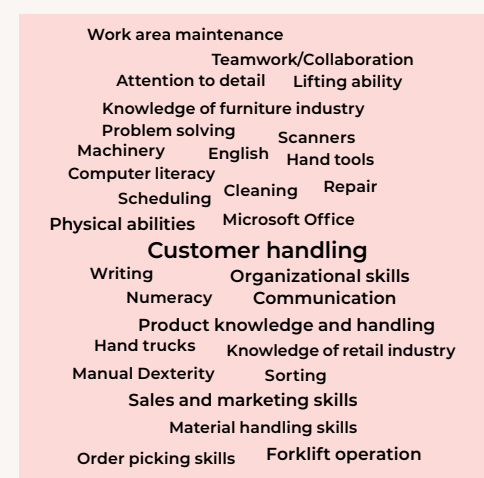 Work area maintenance
Teamwork/Collaboration
Attention to detail
Lifting ability
Knowledge of furniture industry
Problem solving
Scanners
Machinery
English
Hand tools
Computer literacy
Scheduling
Cleaning
Repair
Physical abilities
Microsoft Office
Customer handling
Writing
Organizational skills
Numeracy
Communication
Product knowledge and handling
Hand trucks
Knowledge of retail industry
Manual Dexterity
Sorting
Sales and marketing skills
Material handling skills
Order picking skills
Forklift operation